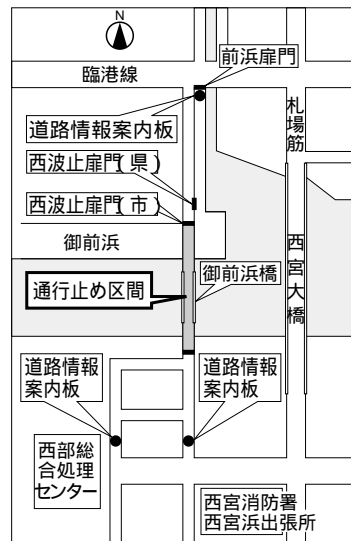 N
前浜扉門
臨港線
道路情報案内板
札場筋
西波止扉門(県)
西波止扉門(市)
御前浜
御前浜橋
西宮大橋
通行止め区間
道路情報
案内板
道路情報
案内板
西部総
合処理
センター
西宮消防署
西宮浜出張所